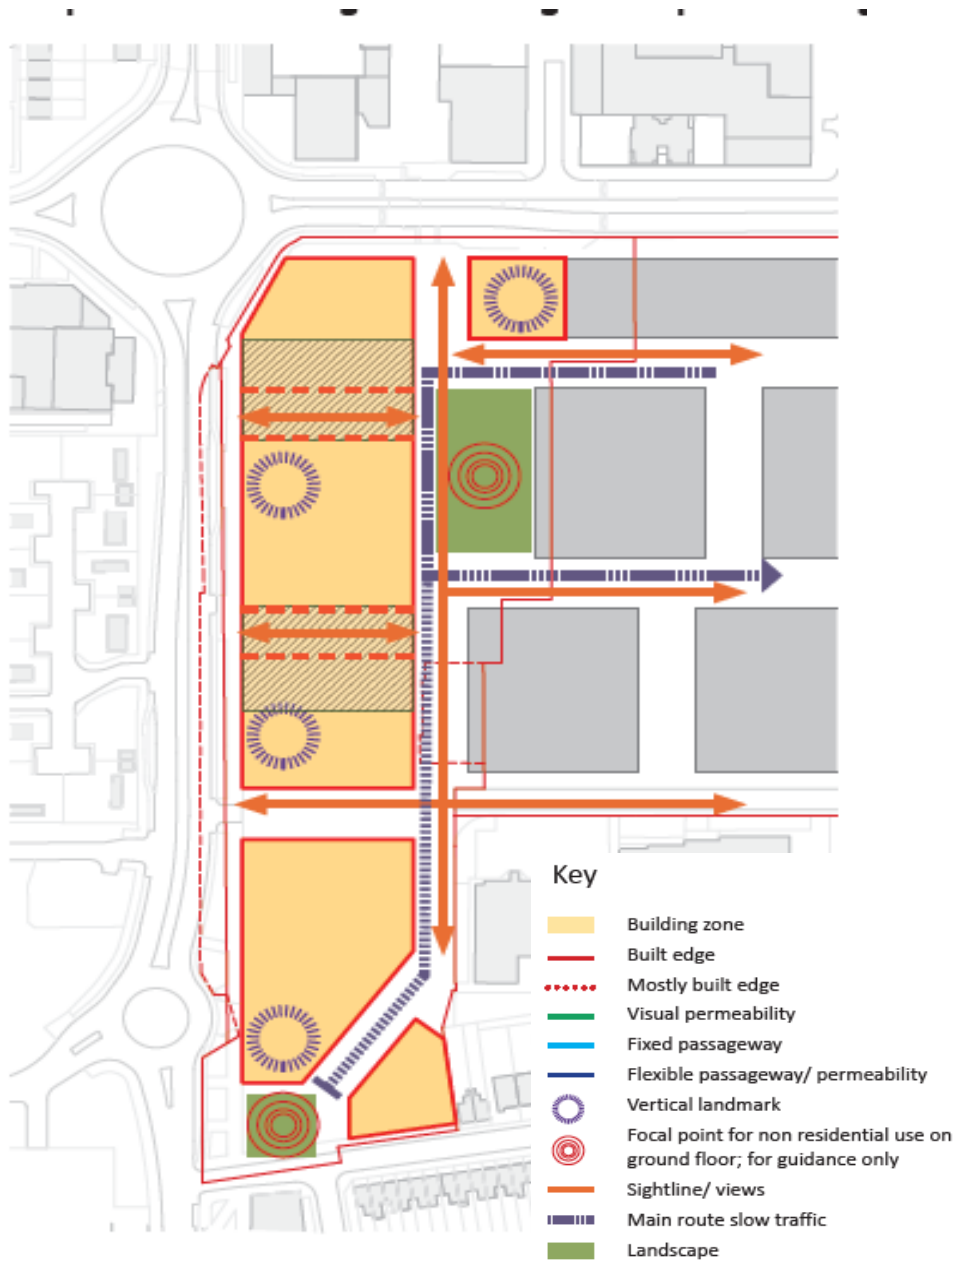 Key
Building zone
Built edge
Mostly built edge
Visual permeability
Fixed passageway
Flexible passageway/ permeability
Vertical landmark
Focal point for non residential use on
ground floor; for guidance only
Sightline/ views
Main route slow traffic
Landscape